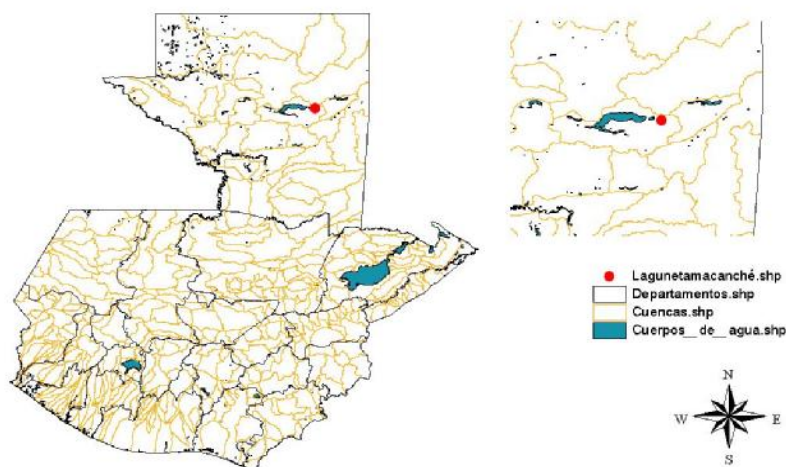 Lagunetamacanché.shp
Departamentos.shp
Cuencas.shp
Cuerpos_de_agua.shp
N
W
E
S